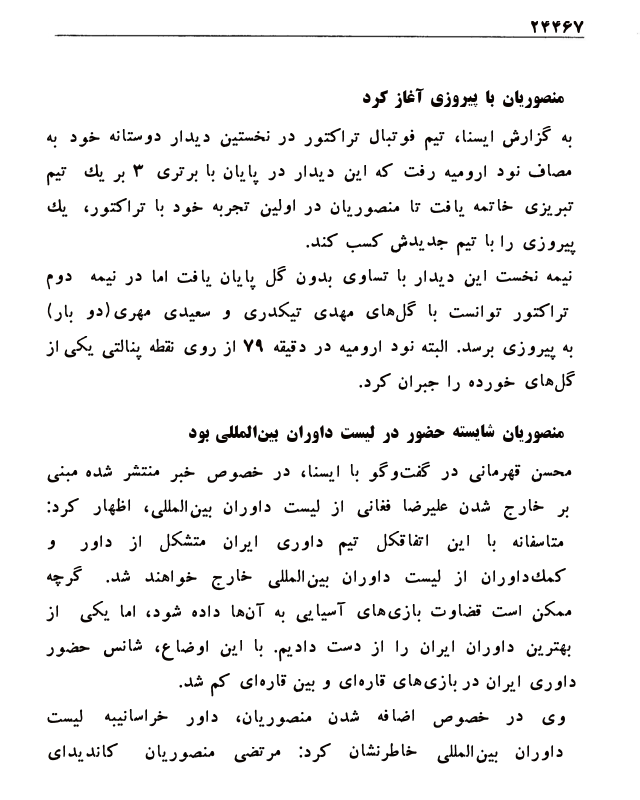 ۲۴۴۶۷
منصوریان با پیروزی آغاز کرد
به گزارش ایسنا، تیم فوتبال تراکتور در نخستین دیدار دوستانه خود به
مصاف نود ارومیه رفت که این دیدار در پایان با برتری ۳ بر یك تیم
تبریزی خاتمه یافت تا منصوریان در اولین تجربه خود با تراکتور، یك
پیروزی را با تیم جدیدش کسب کند.
نیمه نخست این دیدار با تساوی بدون گل پایان یافت اما در نیمه دوم
تراکتور توانست با گل‌های مهدی تیکدری و سعیدی مهری(دو بار)
به پیروزی برسد. البته نود ارومیه در دقیقه ۷۹ از روی نقطه پنالتی یکی از
گل‌های خورده را جبران کرد.
منصوریان شایسته حضور در لیست داوران بین‌المللی بود
محسن قهرمانی در گفت‌وگو با ایسنا، در خصوص خبر منتشر شده مبنی
بر خارج شدن علیرضا فغانی از لیست داوران بین‌المللی، اظهار کرد:
متاسفانه با این اتفاقکل تیم داوری ایران متشکل از داور و
کمك‌داوران از لیست داوران بین‌المللی خارج خواهند شد. گرچه
ممکن است قضاوت بازی‌های آسیایی به آن‌ها داده شود، اما یکی از
بهترین داوران ایران را از دست دادیم. با این اوضاع، شانس حضور
داوری ایران در بازی‌های قاره‌ای و بین قاره‌ای کم شد.
وی در خصوص اضافه شدن منصوریان، داور خراسانیبه لیست
داوران بین‌المللی خاطرنشان کرد: مرتضی منصوریان کاندیدای